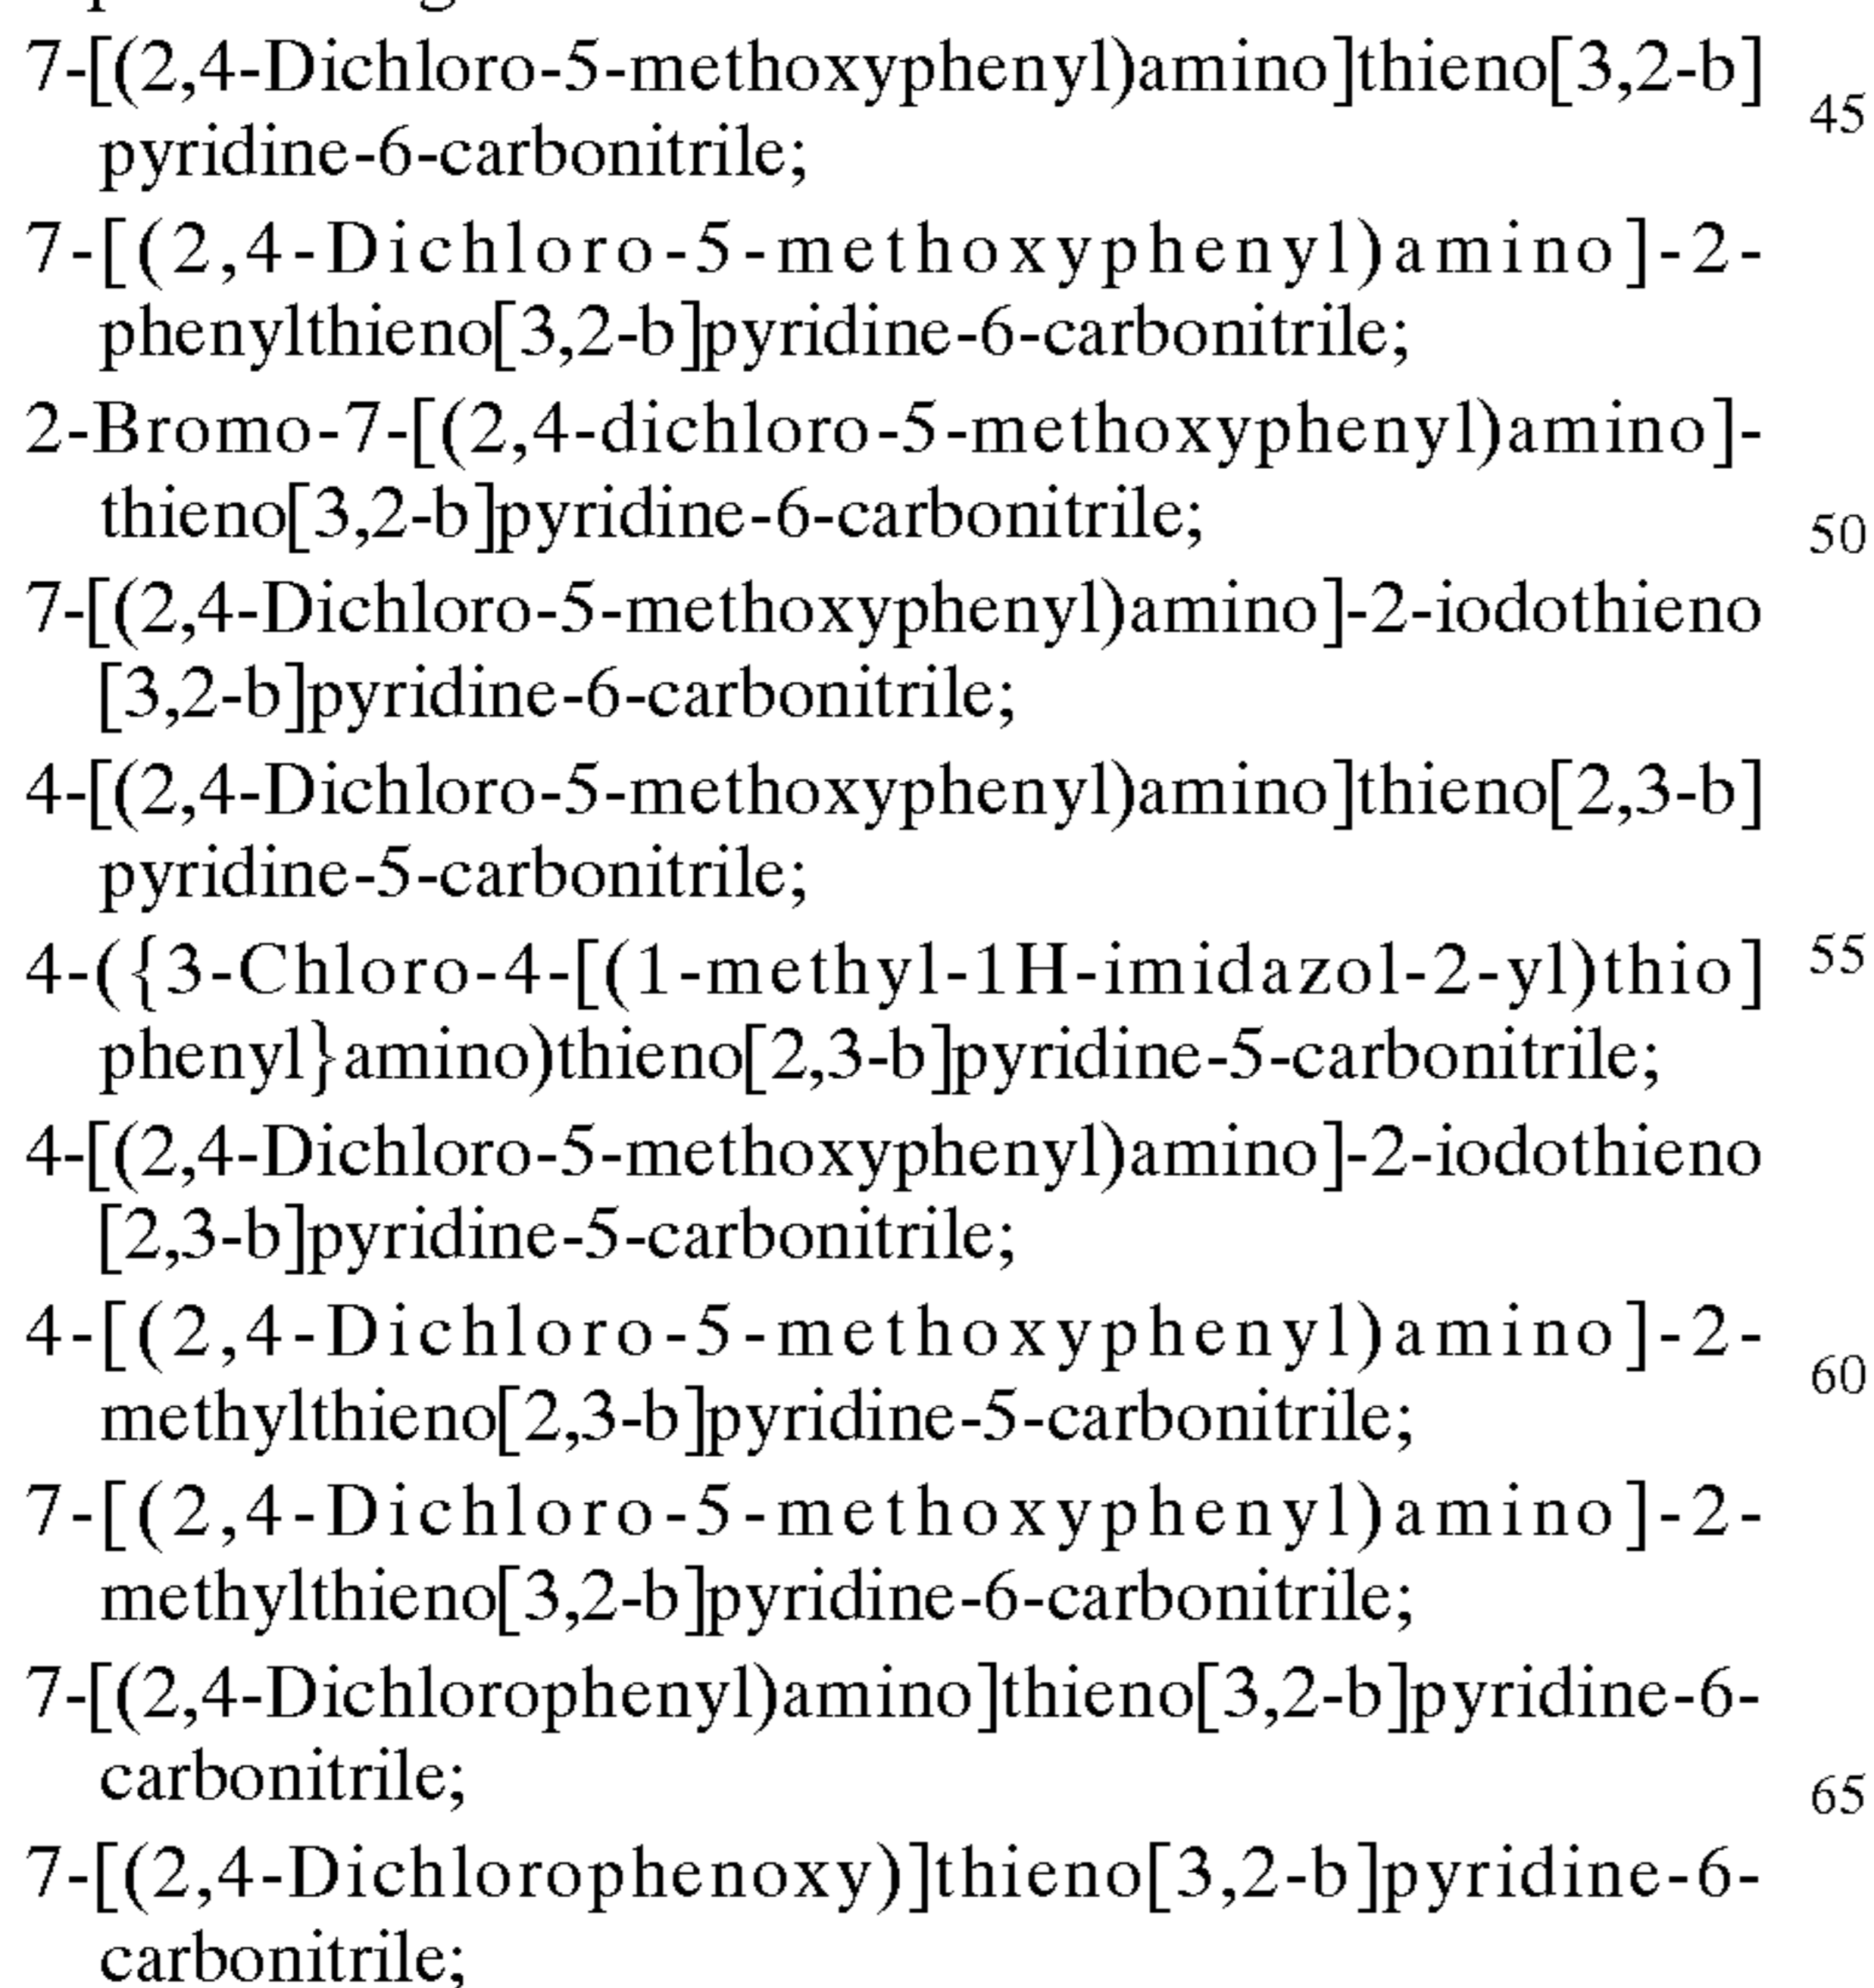 7-[(2,4-Dichloro-5-methoxyphenyl)amino]thieno[3,2-b]
45
pyridine-6-carbonitrile;
7-[(2,4-Dichloro-5-methoxyphenyl)amino]-2-
phenylthieno[3,2-b]pyridine-6-carbonitrile;
2-Bromo-7-[(2,4-dichloro-5-methoxyphenyl)amino]-
thieno[3,2-b]pyridine-6-carbonitrile;
50
7-[(2,4-Dichloro-5-methoxyphenyl)amino]-2-iodothieno
[3,2-b]pyridine-6-carbonitrile;
4-[(2,4-Dichloro-5-methoxyphenyl)amino]thieno[2,3-b]
pyridine-5-carbonitrile;
4-({3-Chloro-4-[(1-methyl-1H-imidazol-2-yl)thio]
55
phenyl}amino)thieno[2,3-b]pyridine-5-carbonitrile;
4-[(2,4-Dichloro-5-methoxyphenyl)amino]-2-iodothieno
[2,3-b]pyridine-5-carbonitrile;
4-[(2,4-Dichloro-5-methoxyphenyl)amino]-2-
60
methylthieno[2,3-b]pyridine-5-carbonitrile;
7-[(2,4-Dichloro-5-methoxyphenyl)amino]-2-
methylthieno[3,2-b]pyridine-6-carbonitrile;
7-[(2,4-Dichlorophenyl)amino]thieno[3,2-b]pyridine-6-
carbonitrile;
65
7-[(2,4-Dichlorophenoxy)]thieno[3,2-b]pyridine-6-
carbonitrile;